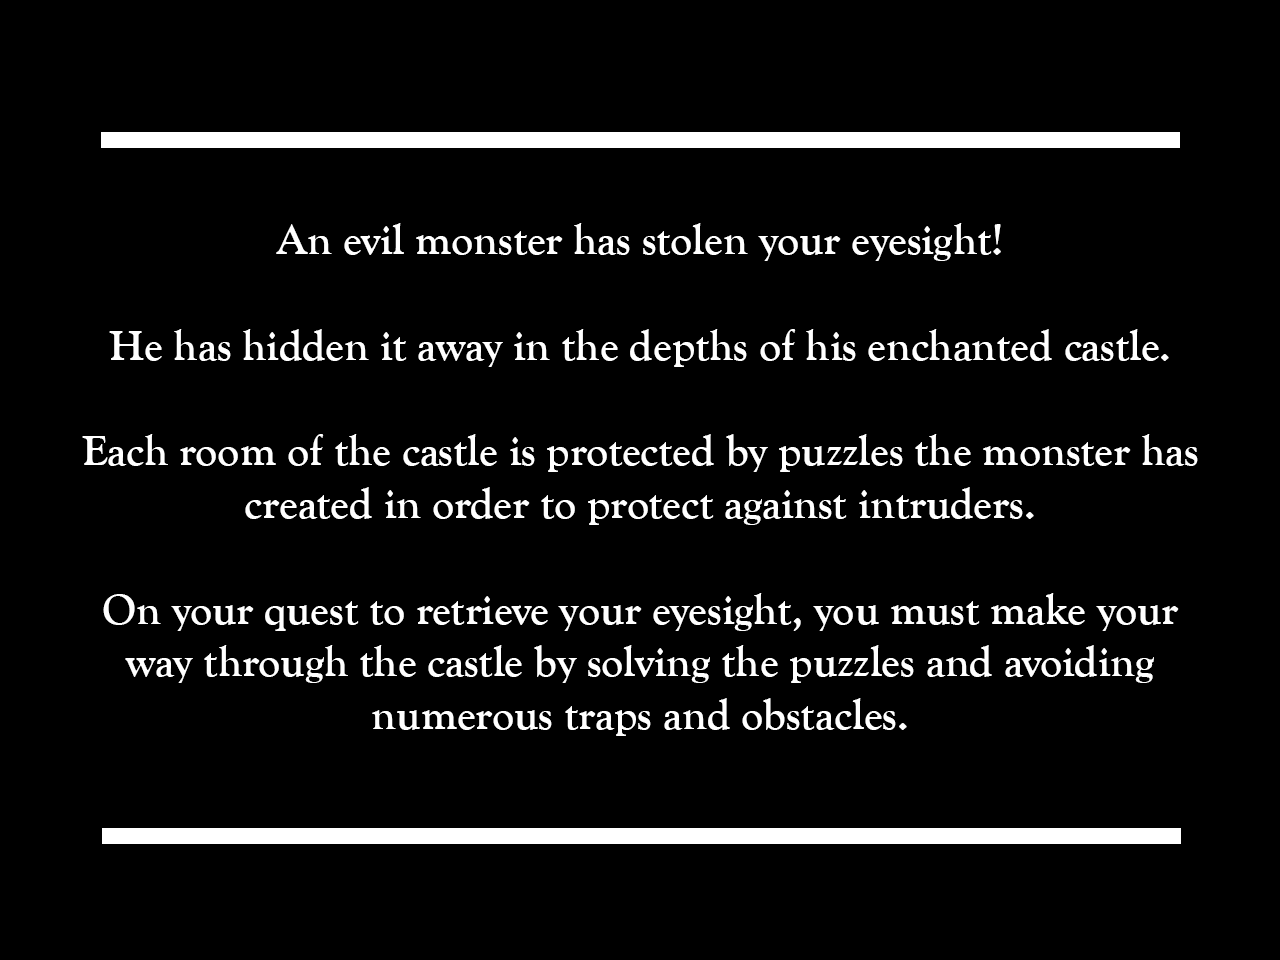 An evil monster has stolen your eyesight!
He has hidden it away in the depths of his enchanted castle.
Each room of the castle is protected by puzzles the monster has
created in order to protect against intruders.
On your quest to retrieve your eyesight, you must make your
way through the castle by solving the puzzles and avoiding
numerous traps and obstacles.